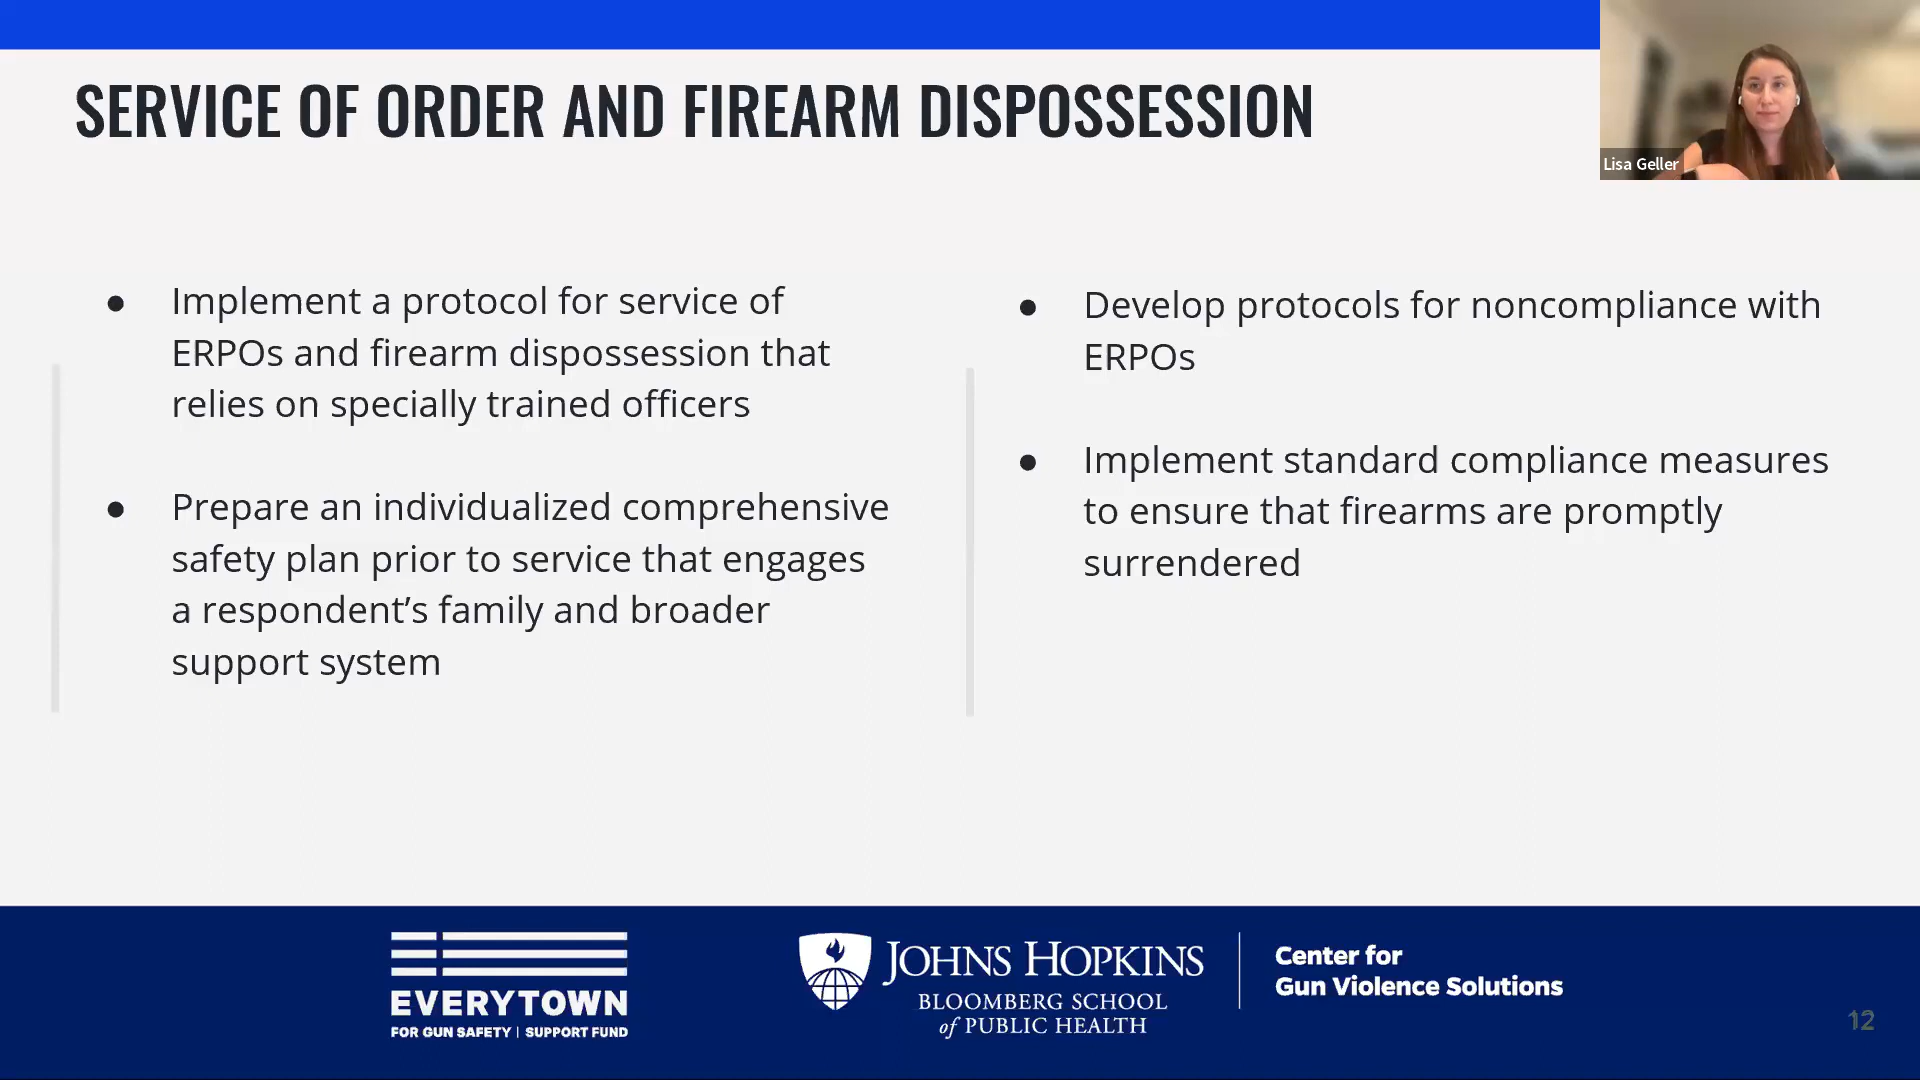 SERVICE OF ORDER AND FIREARM DISPOSSESSION
Lisa Geller
● Implement a protocol for service of
ERPOs and firearm dispossession that
relies on specially trained officers
● Prepare an individualized comprehensive
safety plan prior to service that engages
a respondent’s family and broader
support system
● Develop protocols for noncompliance with
ERPOs
● Implement standard compliance measures
to ensure that firearms are promptly
surrendered
EVERYTOWN
FOR GUN SAFETY | SUPPORT FUND
JOHNS HOPKINS
BLOOMBERG SCHOOL
of PUBLIC HEALTH
Center for
Gun Violence Solutions
12